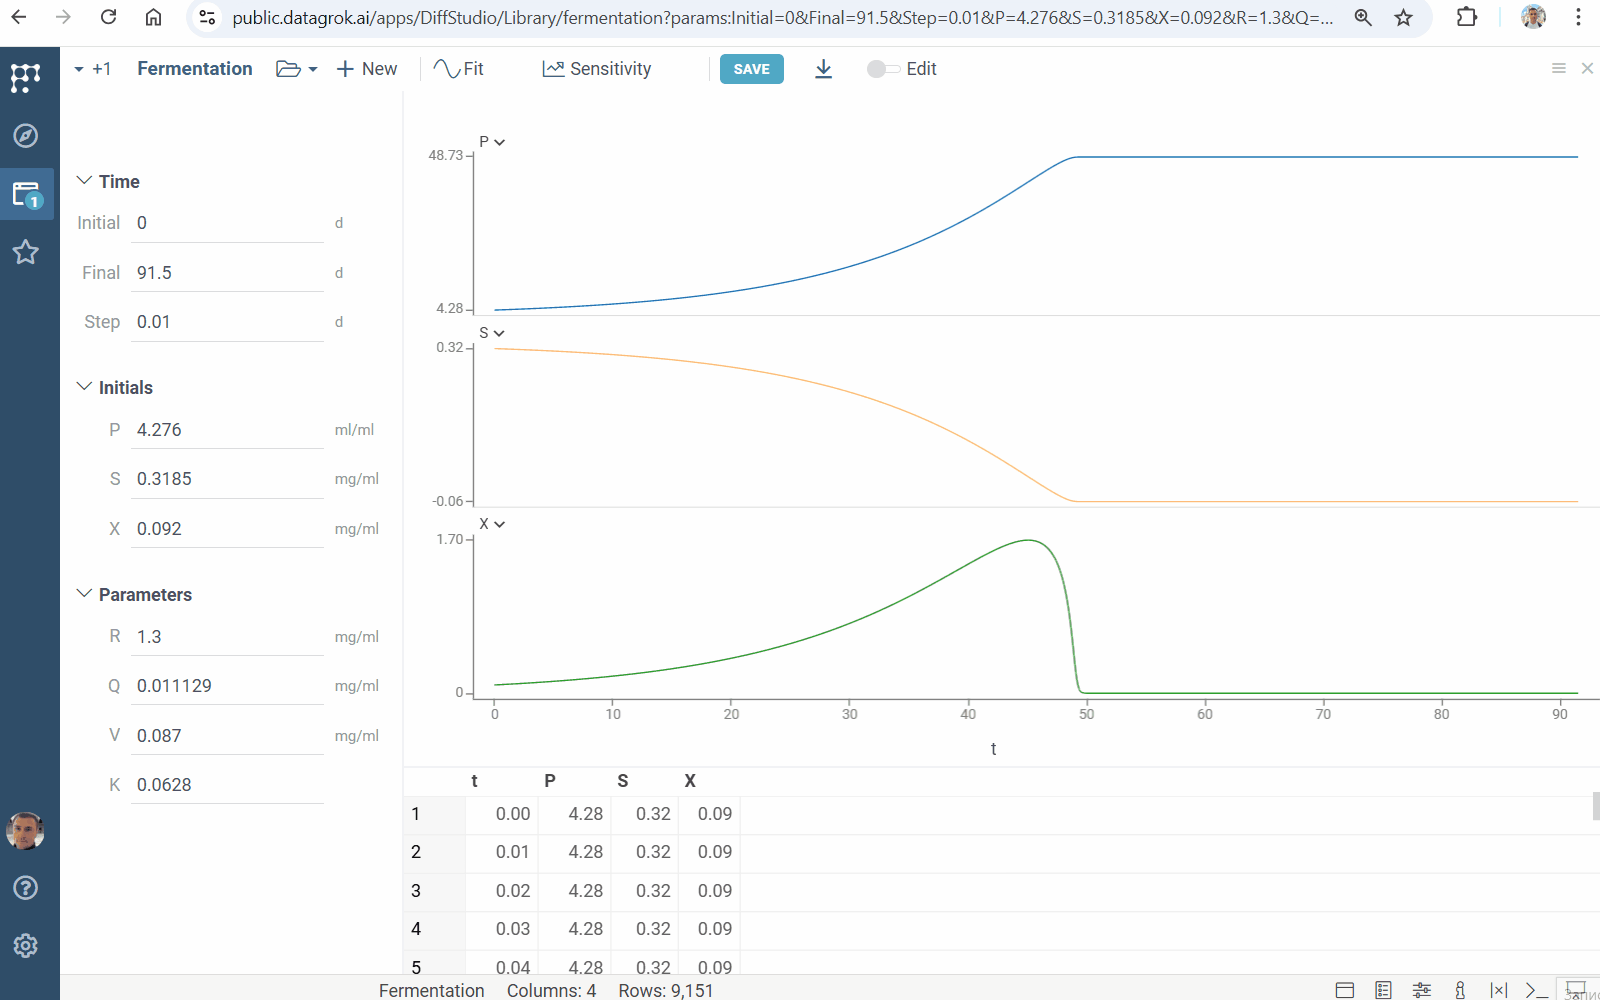 public.datagrok.ai/apps/DiffStudio/Library/fermentation?params:Initial=0&Final=91.5&Step=0.01&P=4.276&S=0.3185&X=0.092&R=1.3&Q=...
+1 Fermentation New Fit Sensitivity SAVE Edit
1
Time
Initial 0 d
Final 91.5 d
Step 0.01 d
Initials
P 4.276 ml/ml
S 0.3185 mg/ml
X 0.092 mg/ml
Parameters
R 1.3 mg/ml
Q 0.011129 mg/ml
V 0.087 mg/ml
K 0.0628
P
48.73
4.28
S
0.32
-0.06
X
1.70
0
0 10 20 30 40 50 60 70 80 90
t
t P S X
1 0.00 4.28 0.32 0.09
2 0.01 4.28 0.32 0.09
3 0.02 4.28 0.32 0.09
4 0.03 4.28 0.32 0.09
5 0.04 4.28 0.32 0.09
Fermentation Columns: 4 Rows: 9,151